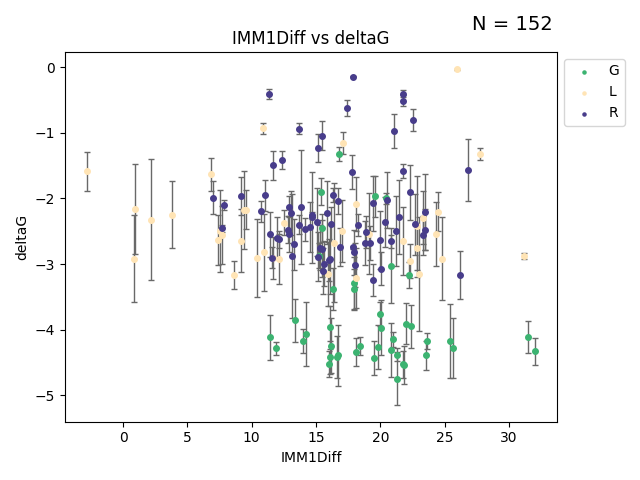 N = 152
IMM1Diff vs deltaG
G
L
R
deltaG
0
−1
−2
−3
−4
−5
0 5 10 15 20 25 30
IMM1Diff